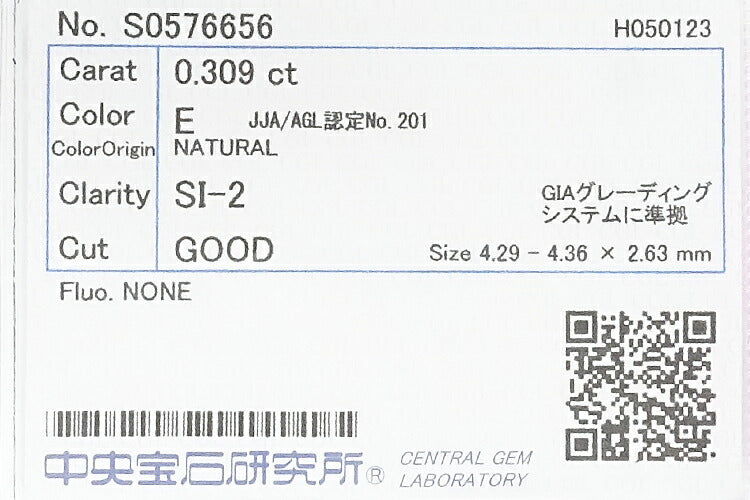 No. S0576656
H050123
Carat 0.309 ct
Color E JJA/AGL認定No.201
ColorOrigin NATURAL
Clarity SI-2
GIAグレーディング
システムに準拠
Cut GOOD Size 4.29 - 4.36 × 2.63 mm
Fluo. NONE
中央宝石研究所® CENTRAL GEM
LABORATORY